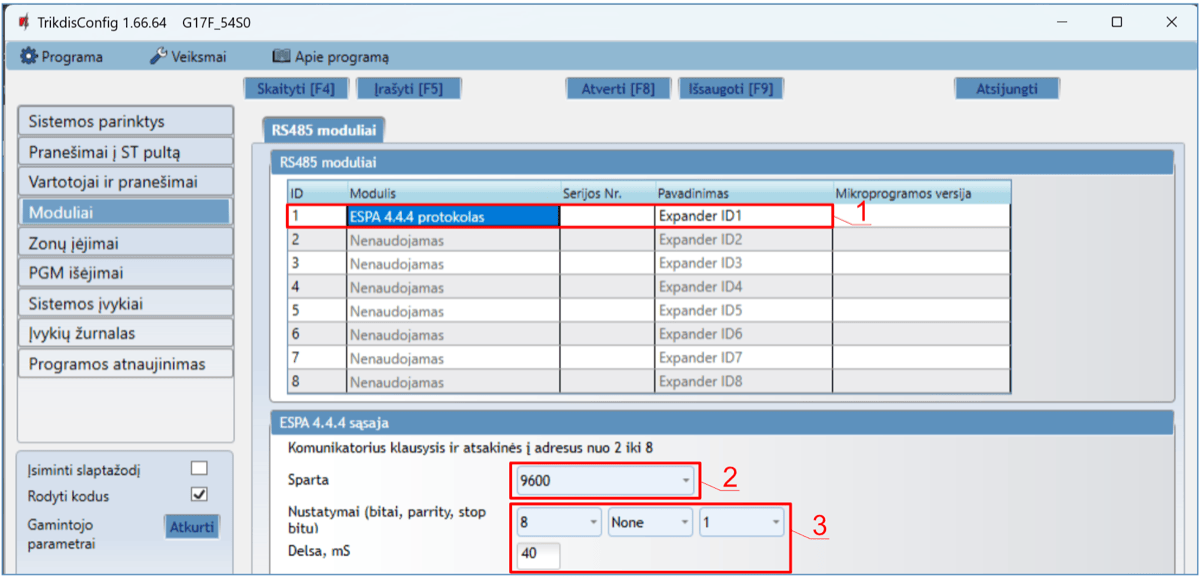 TrikdisConfig 1.66.64 G17F_54S0
Programa Veiksmai Apie programą
Skaityti [F4] Įrašyti [F5] Atverti [F8] Išsaugoti [F9] Atsijungti
Sistemos parinktys
Pranešimai į ST pultą
Vartotojai ir pranešimai
Moduliai
Zonų įėjimai
PGM išėjimai
Sistemos įvykiai
Įvykių žurnalas
Programos atnaujinimas
Įsiminti slaptažodį
Rodyti kodus
Gamintojo
parametrai
Atkurti
RS485 moduliai
RS485 moduliai
ID Modulis Serijos Nr. Pavadinimas Mikroprogramos versija
1 ESPA 4.4.4 protokolas Expander ID1 1
2 Nenaudojamas Expander ID2
3 Nenaudojamas Expander ID3
4 Nenaudojamas Expander ID4
5 Nenaudojamas Expander ID5
6 Nenaudojamas Expander ID6
7 Nenaudojamas Expander ID7
8 Nenaudojamas Expander ID8
ESPA 4.4.4 sąsaja
Komunikatorius klausysis ir atsakinės į adresus nuo 2 iki 8
Sparta 9600 2
Nustatymai (bitai, parrity, stop
bitu) 8 None 1 3
Delsa, mS 40